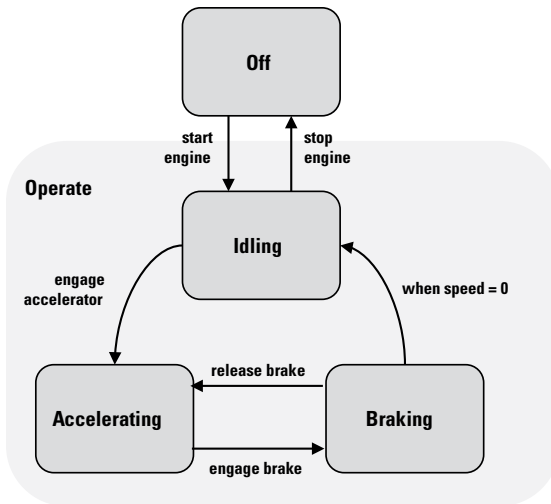 Off
start
engine
stop
engine
Operate
Idling
engage
accelerator
when speed = 0
release brake
Accelerating
Braking
engage brake